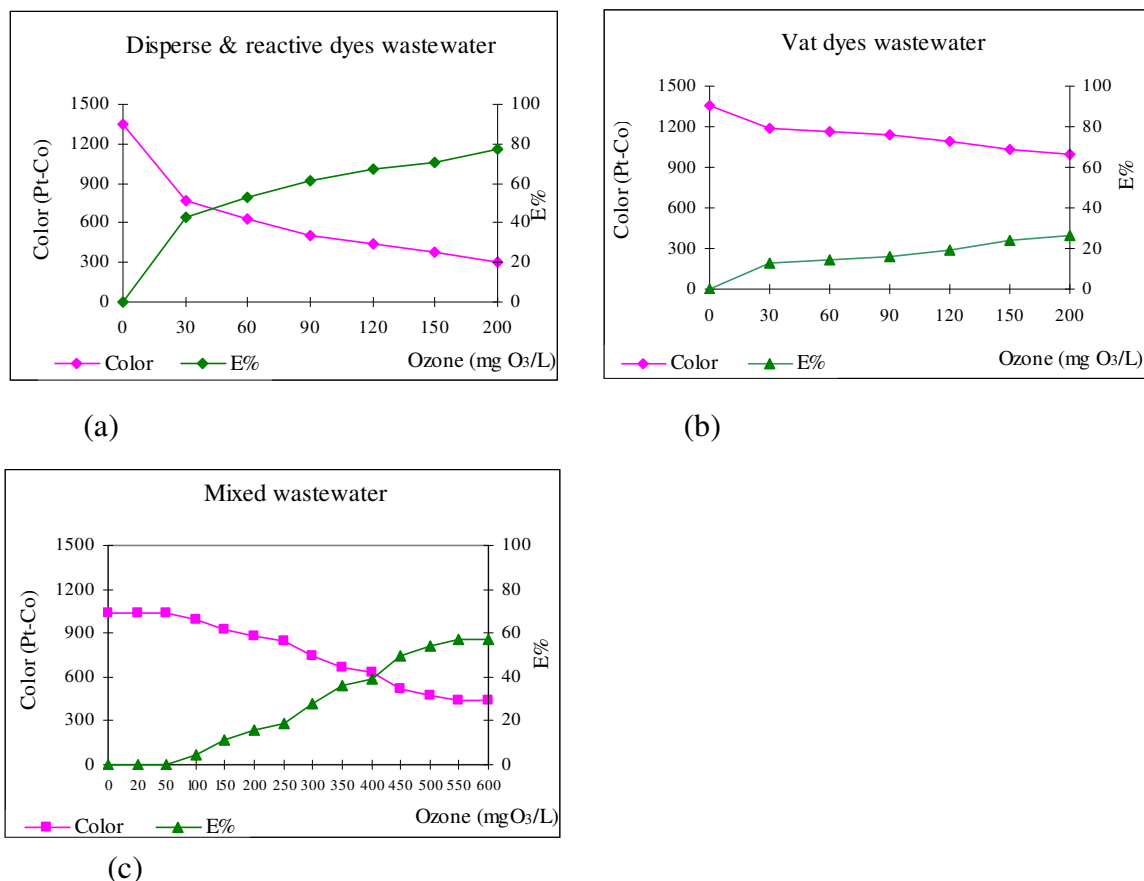 Disperse & reactive dyes wastewater
Color (Pt-Co)
1500
1200
900
600
300
0
100
80
60
40
20
0
E%
0 30 60 90 120 150 200
Color E% Ozone (mg O3/L)
(a)
Vat dyes wastewater
Color (Pt-Co)
1500
1200
900
600
300
0
100
80
60
40
20
0
E%
0 30 60 90 120 150 200
Color E% Ozone (mg O3/L)
(b)
Mixed wastewater
Color (Pt-Co)
1500
1200
900
600
300
0
100
80
60
40
20
0
E%
0 20 50 100 150 200 250 300 350 400 450 500 550 600
Color E% Ozone (mgO3/L)
(c)